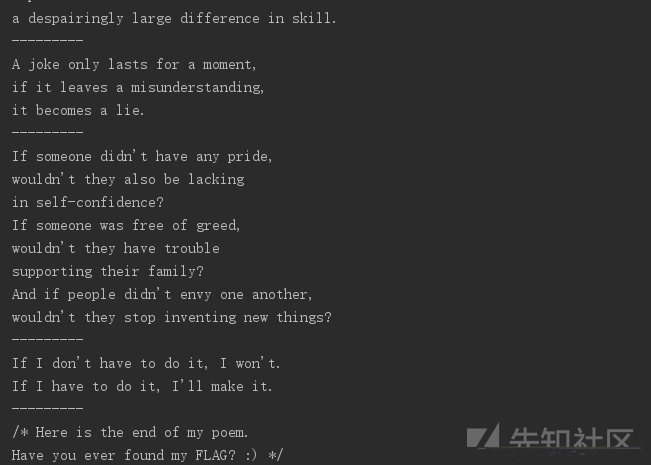 a despairingly large difference in skill.
---------
A joke only lasts for a moment,
if it leaves a misunderstanding,
it becomes a lie.
---------
If someone didn't have any pride,
wouldn't they also be lacking
in self-confidence?
If someone was free of greed,
wouldn't they have trouble
supporting their family?
And if people didn't envy one another,
wouldn't they stop inventing new things?
---------
If I don't have to do it, I won't.
If I have to do it, I'll make it.
---------
/* Here is the end of my poem.
Have you ever found my FLAG? :) */
先知社区